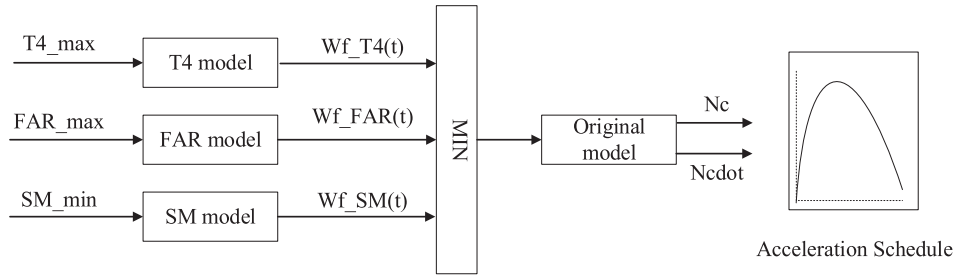 T4_max
T4 model
Wf_T4(t)
FAR_max
FAR model
Wf_FAR(t)
SM_min
SM model
Wf_SM(t)
MIN
Original
model
Nc
Ncdot
Acceleration Schedule